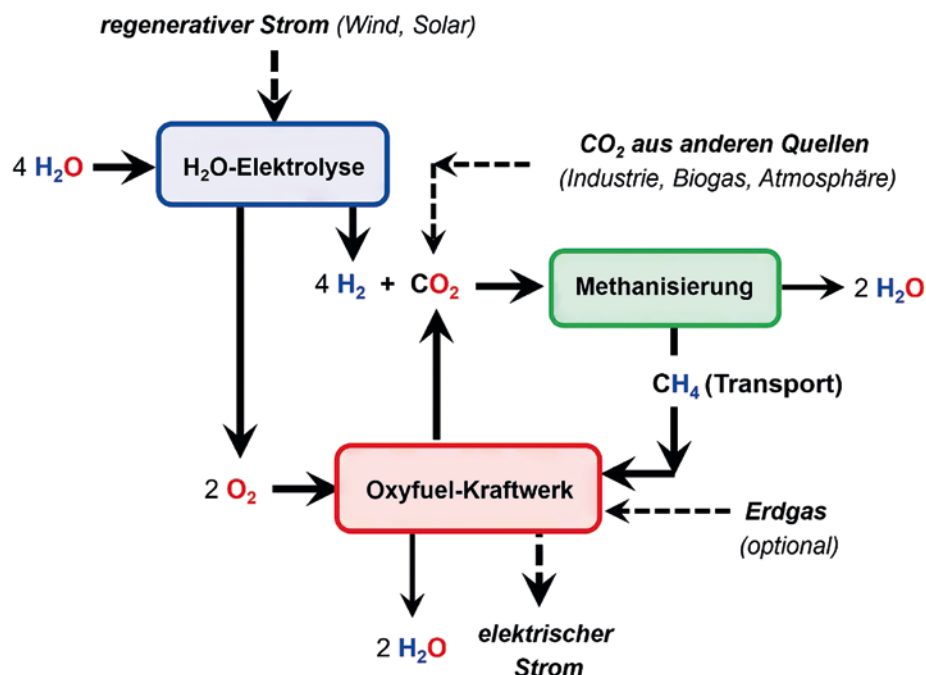 regenerativer Strom (Wind, Solar)
4 H₂O
H₂O-Elektrolyse
CO₂ aus anderen Quellen
(Industrie, Biogas, Atmosphäre)
4 H₂ + CO₂
Methanisierung
2 H₂O
CH₄ (Transport)
2 O₂
Oxyfuel-Kraftwerk
Erdgas
(optional)
2 H₂O
elektrischer
Strom